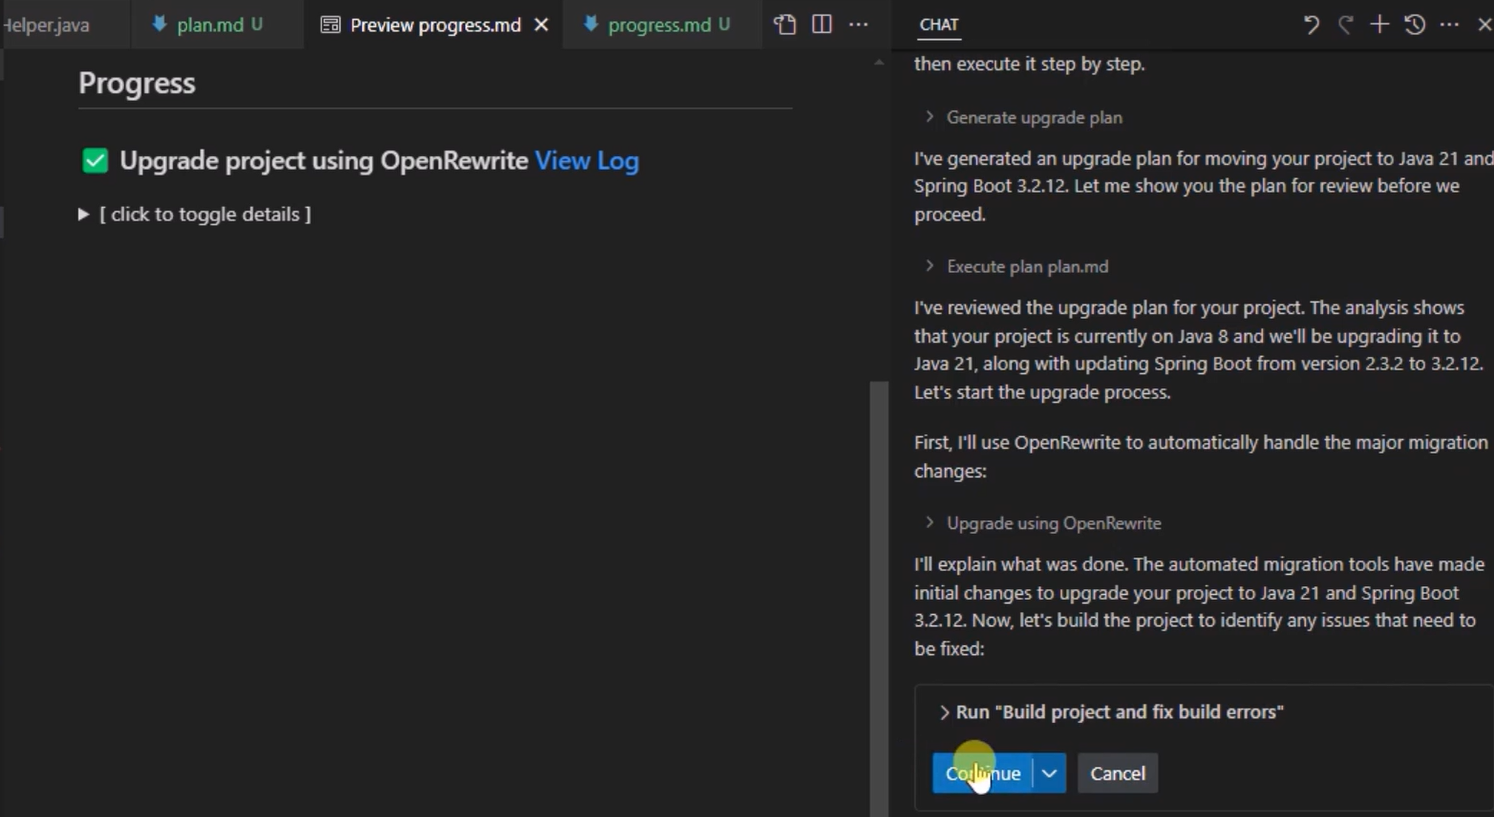 Helper.java
plan.md U
Preview progress.md
progress.md U
CHAT
Progress
Upgrade project using OpenRewrite View Log
[ click to toggle details ]
then execute it step by step.
Generate upgrade plan
I've generated an upgrade plan for moving your project to Java 21 and
Spring Boot 3.2.12. Let me show you the plan for review before we
proceed.
Execute plan plan.md
I've reviewed the upgrade plan for your project. The analysis shows
that your project is currently on Java 8 and we'll be upgrading it to
Java 21, along with updating Spring Boot from version 2.3.2 to 3.2.12.
Let's start the upgrade process.
First, I'll use OpenRewrite to automatically handle the major migration
changes:
Upgrade using OpenRewrite
I'll explain what was done. The automated migration tools have made
initial changes to upgrade your project to Java 21 and Spring Boot
3.2.12. Now, let's build the project to identify any issues that need to
be fixed:
Run "Build project and fix build errors"
Continue
Cancel